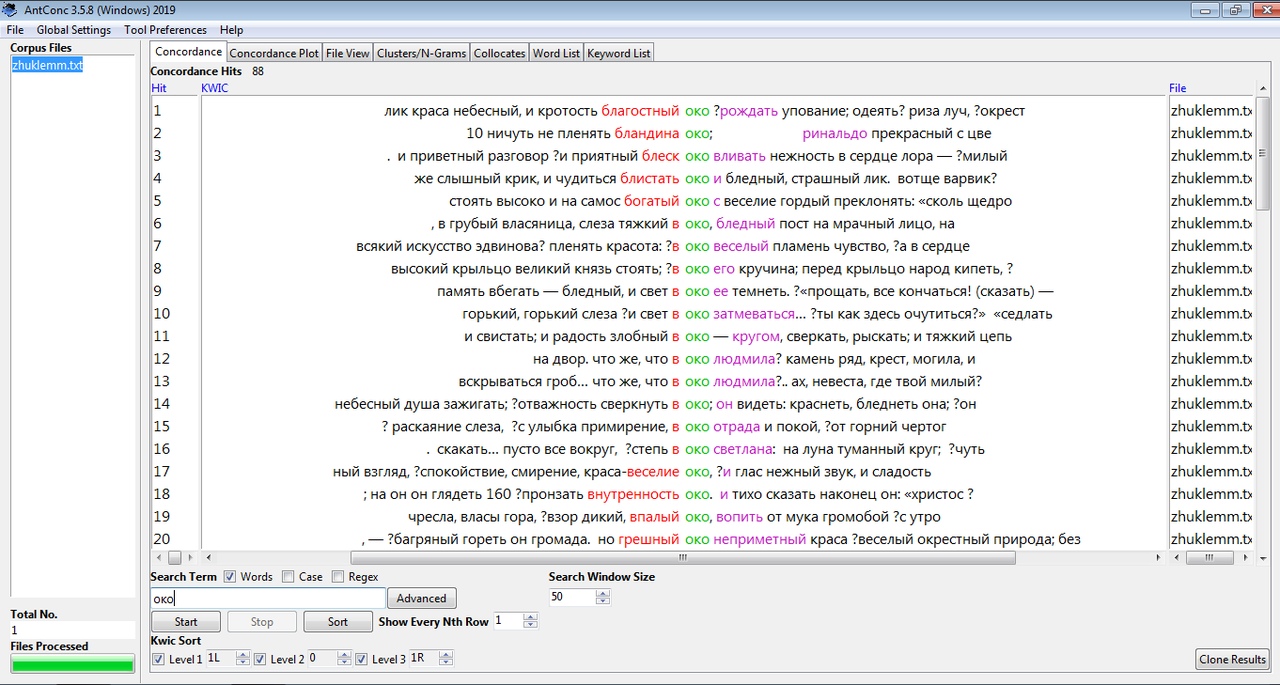 AntConc 3.5.8 (Windows) 2019
File Global Settings Tool Preferences Help
Corpus Files
zhuklemm.txt
Concordance Concordance Plot File View Clusters/N-Grams Collocates Word List Keyword List
Concordance Hits 88
Hit KWIC File
1 лик краса небесный, и кротость благостный око ?рождать упование; одеять? риза луч, ?окрест zhuklemm.tx
2 10 ничуть не пленять бландина око; ринальдо прекрасный с цве zhuklemm.tx
3 . и приветный разговор ?и приятный блеск око вливать нежность в сердце лора — ?милый zhuklemm.tx
4 же слышный крик, и чудиться блистать око и бледный, страшный лик. вотще варвик? zhuklemm.tx
5 стоять высоко и на самос богатый око с веселие гордый преклонять: «сколь щедро zhuklemm.tx
6 , в грубый власяница, слеза тяжкий в око, бледный пост на мрачный лицо, на zhuklemm.tx
7 всякий искусство эдвинова? пленять красота: ?в око веселый пламень чувство, ?а в сердце zhuklemm.tx
8 высокий крыльцо великий князь стоять; ?в око его кручина; перед крыльцо народ кипеть, ? zhuklemm.tx
9 память вбегать — бледный, и свет в око ее темнеть. ?«прощать, все кончаться! (сказать) — zhuklemm.tx
10 горький, горький слеза ?и свет в око затмеваться... ?ты как здесь очутиться?» «седлать zhuklemm.tx
11 и свистать; и радость злобный в око — кругом, сверкать, рыскать; и тяжкий цепь zhuklemm.tx
12 на двор. что же, что в око людмила? камень ряд, крест, могила, и zhuklemm.tx
13 вскрываться гроб... что же, что в око людмила?.. ах, невеста, где твой милый? zhuklemm.tx
14 небесный душа зажигать; ?отважность сверкнуть в око; он видеть: краснеть, бледнеть она; ?он zhuklemm.tx
15 ? раскаяние слеза, ?с улыбка примирение, в око отрада и покой, ?от горний чертог zhuklemm.tx
16 . скакать... пусто все вокруг, ?степь в око светлана: на луна туманный круг; ?чуть zhuklemm.tx
17 ный взгляд, ?спокойствие, смирение, краса-веселие око, ?и глас нежный звук, и сладость zhuklemm.tx
18 ; на он он глядеть 160 ?пронзать внутренность око. и тихо сказать наконец он: «христос ? zhuklemm.tx
19 чресла, власы гора, ?взор дикий, впалый око, вопить от мука громобой ?с утро zhuklemm.tx
20 , — ?багряный гореть он громада. но грешный око неприметный краса ?веселый окрестный природа; без zhuklemm.tx
Search Term Words Case Regex Search Window Size
око Advanced 50
Start Stop Sort Show Every Nth Row 1
Kwic Sort
Level 1 1L Level 2 0 Level 3 1R Clone Results
Total No.
1
Files Processed